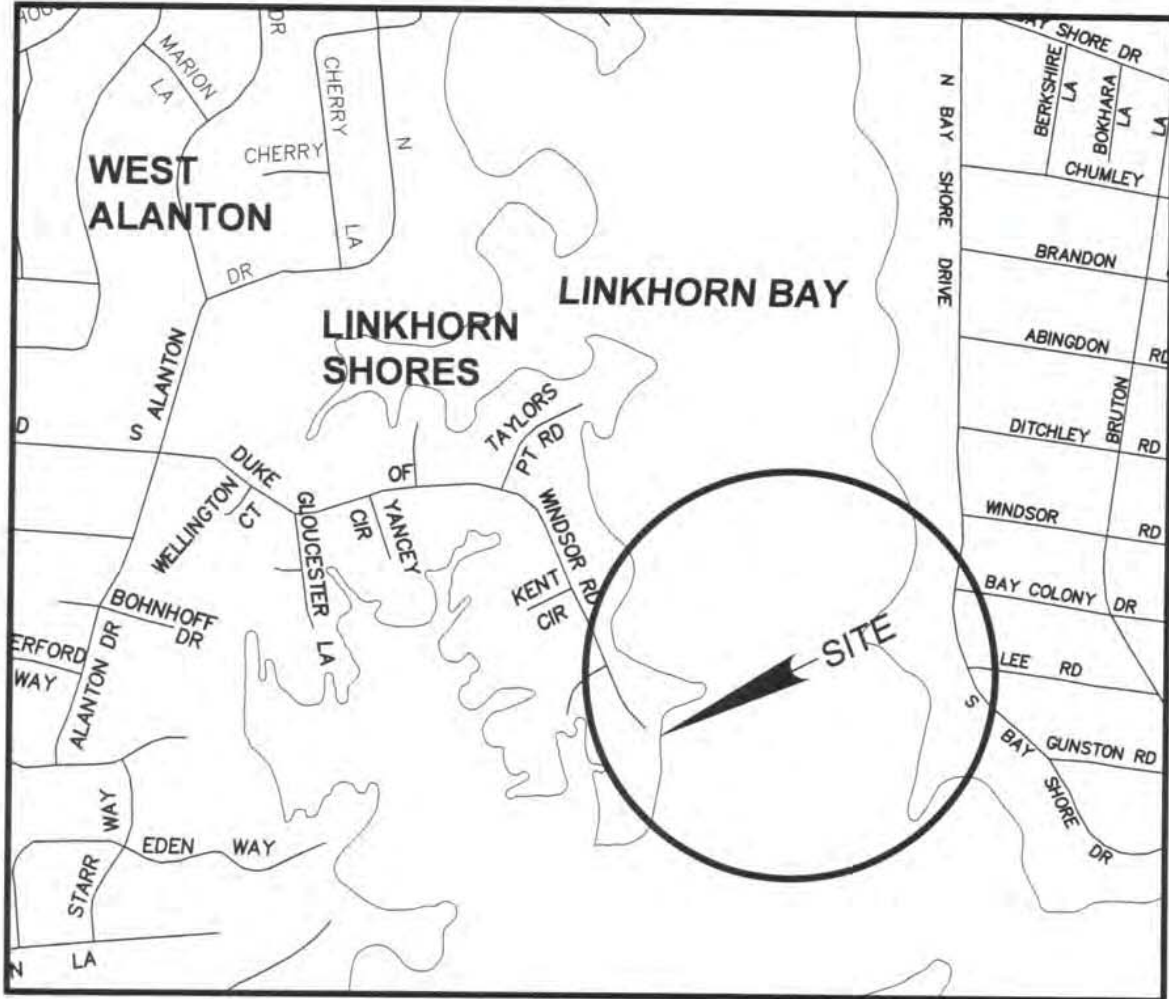 DR
BAY SHORE DR
MARION
LA
CHERRY
LA
N
CHERRY
BERKSHIRE
LA
BOKHARA
LA
LA
CHUMLEY
N BAY SHORE DRIVE
WEST
ALANTON
DR
BRANDON
LINKHORN BAY
LINKHORN
SHORES
ABINGDON RD
S ALANTON
TAYLORS
PT RD
BRUTON
DITCHLEY RD
D
DUKE OF WINDSOR RD
WELLINGTON
CT
GLOUCESTER
LA
YANCEY
CIR
WINDSOR RD
KENT
CIR
BAY COLONY DR
BOHNHOFF
DR
ERFORD
WAY
ALANTON DR
SITE
LEE RD
S BAY SHORE DR
GUNSTON RD
WAY
EDEN WAY
STARR
N LA